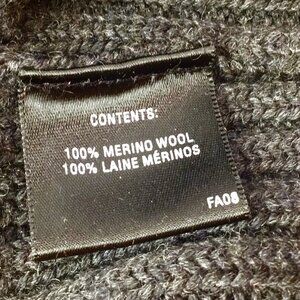 CONTENTS:
100% MERINO WOOL
100% LAINE MÉRINOS
FA08